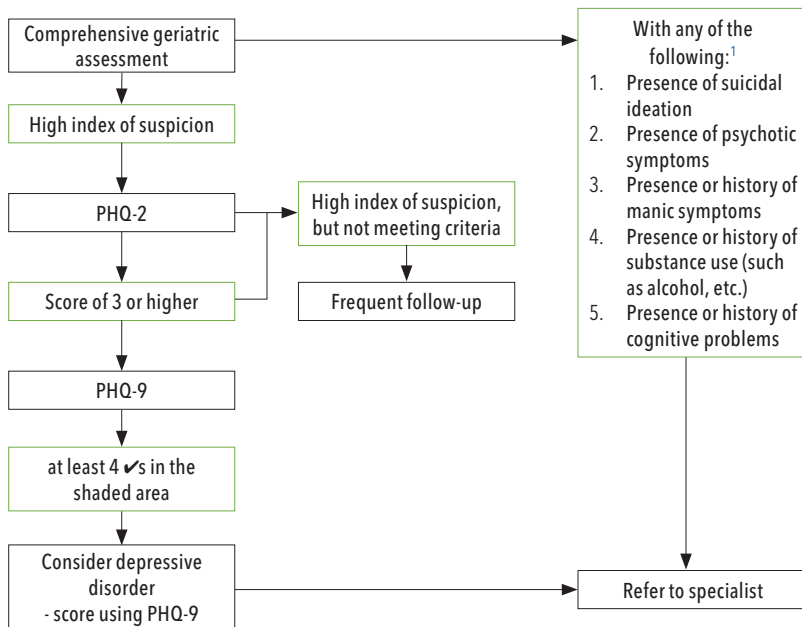 Comprehensive geriatric
assessment
High index of suspicion
PHQ-2
Score of 3 or higher
PHQ-9
at least 4 ✔s in the
shaded area
Consider depressive
disorder
- score using PHQ-9
High index of suspicion,
but not meeting criteria
Frequent follow-up
With any of the
following:1
1. Presence of suicidal
ideation
2. Presence of psychotic
symptoms
3. Presence or history of
manic symptoms
4. Presence or history of
substance use (such
as alcohol, etc.)
5. Presence or history of
cognitive problems
Refer to specialist